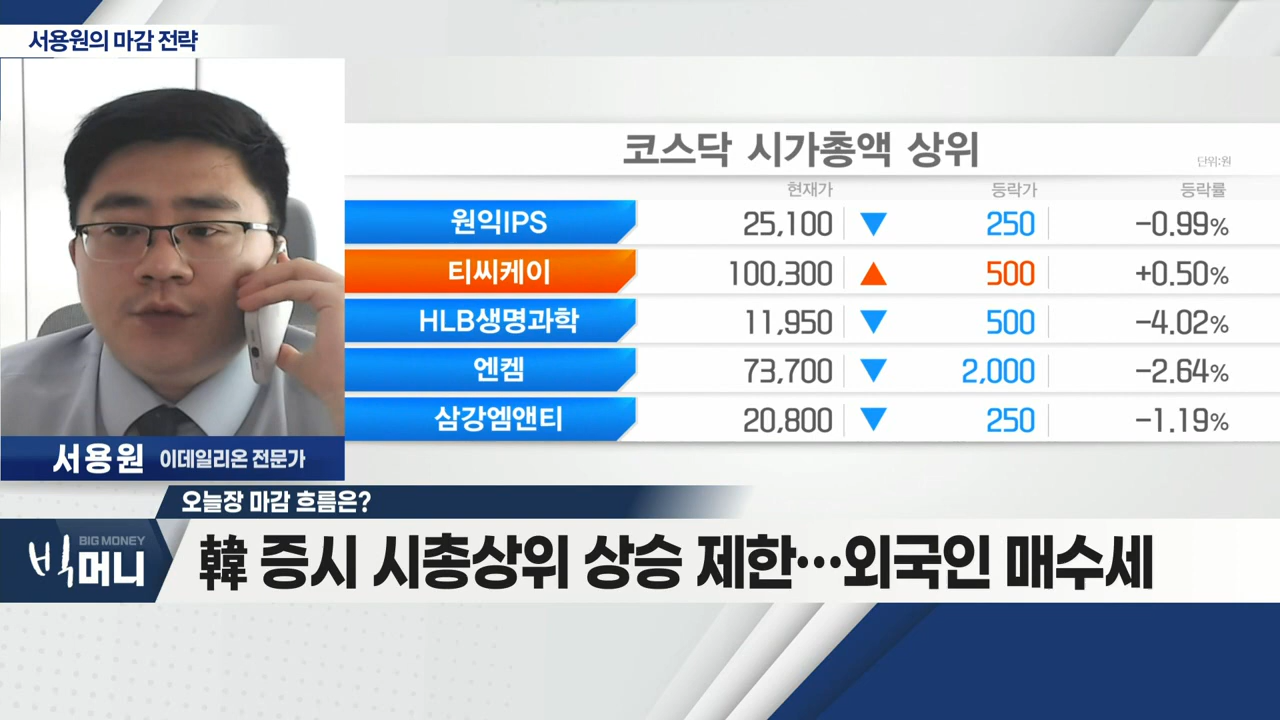 서용원의 마감 전략
코스닥 시가총액 상위
단위:원
현재가 등락가 등락률
원익IPS 25,100 ▼ 250 -0.99%
티씨케이 100,300 ▲ 500 +0.50%
HLB생명과학 11,950 ▼ 500 -4.02%
엔켐 73,700 ▼ 2,000 -2.64%
삼강엠앤티 20,800 ▼ 250 -1.19%
서용원 이데일리온 전문가
오늘장 마감 흐름은?
BIG MONEY
빅머니
韓 증시 시총상위 상승 제한…외국인 매수세